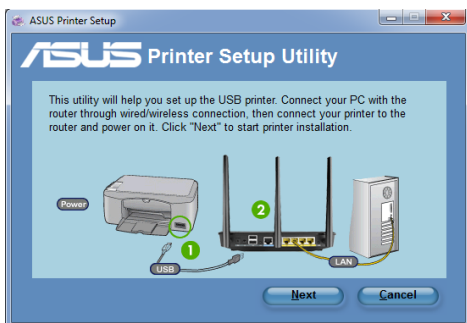 ASUS Printer Setup
ASUS Printer Setup Utility
This utility will help you set up the USB printer. Connect your PC with the
router through wired/wireless connection, then connect your printer to the
router and power on it. Click "Next" to start printer installation.
Power
2
1
USB
LAN
Next
Cancel